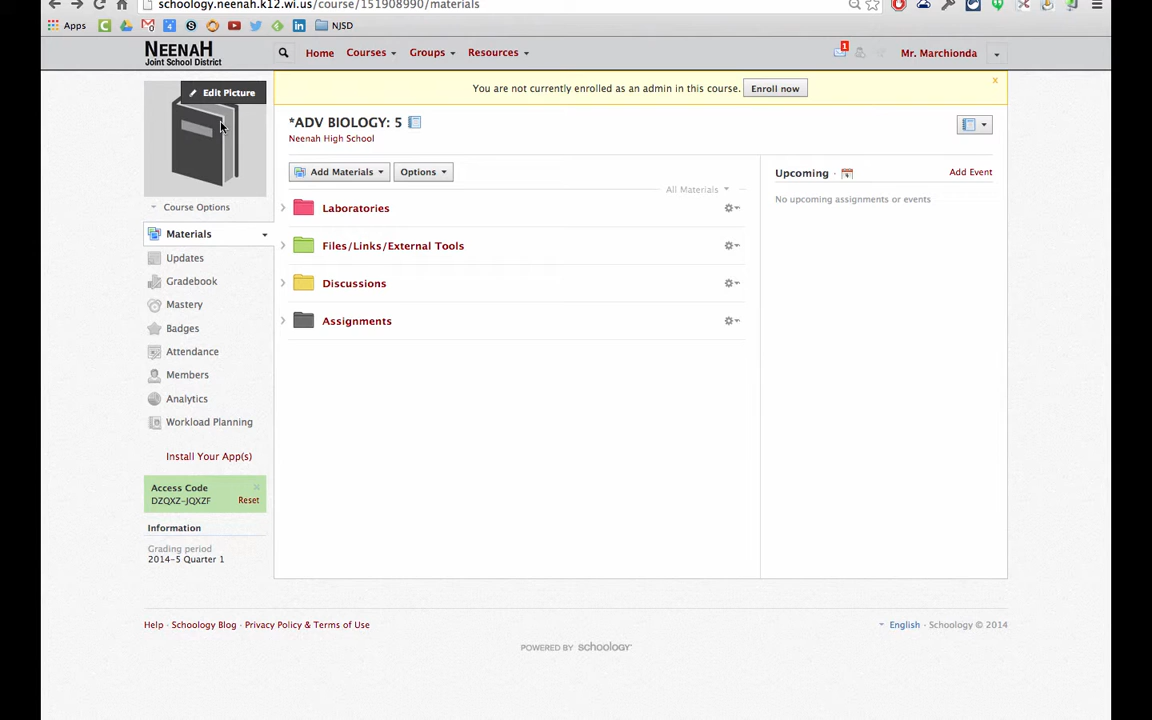 schoology.neenah.k12.wi.us/course/151908990/materials
Apps
NJSD
NEENAH
Joint School District
Home
Courses
Groups
Resources
1
Mr. Marchionda
Edit Picture
You are not currently enrolled as an admin in this course.
Enroll now
x
*ADV BIOLOGY: 5
Neenah High School
Add Materials
Options
All Materials
Upcoming ·
Add Event
No upcoming assignments or events
Laboratories
Files/Links/External Tools
Discussions
Assignments
Course Options
Materials
Updates
Gradebook
Mastery
Badges
Attendance
Members
Analytics
Workload Planning
Install Your App(s)
Access Code
DZQXZ-JQXZF
Reset
Information
Grading period
2014-5 Quarter 1
Help · Schoology Blog · Privacy Policy & Terms of Use
English · Schoology © 2014
POWERED BY schoology